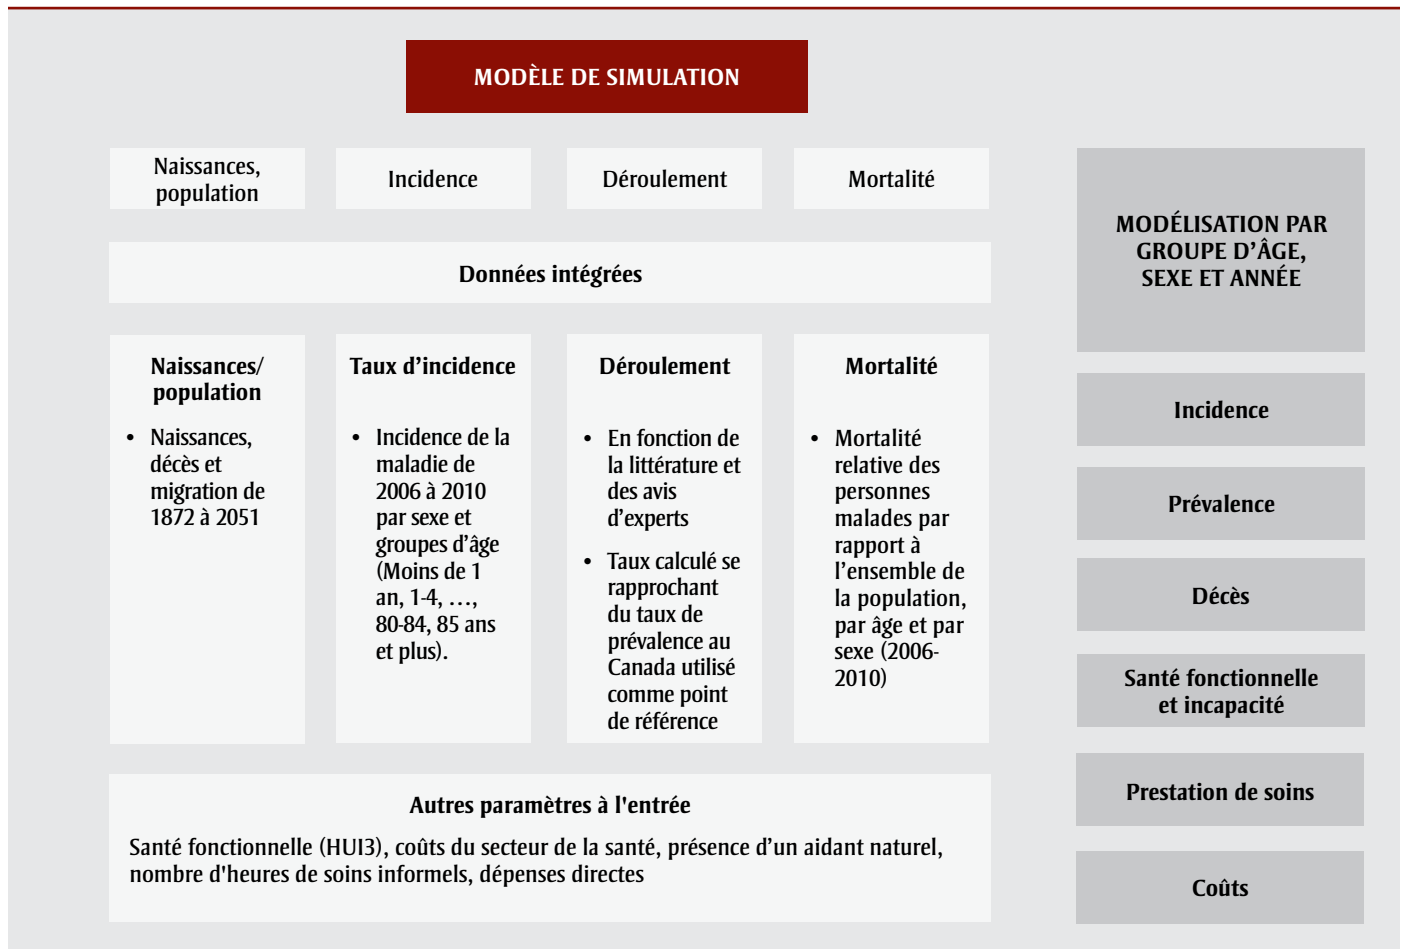 MODÈLE DE SIMULATION
Naissances,
population
Incidence
Déroulement
Mortalité
Données intégrées
Naissances/
population
• Naissances,
décès et
migration de
1872 à 2051
Taux d’incidence
• Incidence de la
maladie de
2006 à 2010
par sexe et
groupes d’âge
(Moins de 1
an, 1-4, …,
80-84, 85 ans
et plus).
Déroulement
• En fonction de
la littérature et
des avis
d’experts
• Taux calculé se
rapprochant
du taux de
prévalence au
Canada utilisé
comme point
de référence
Mortalité
• Mortalité
relative des
personnes
malades par
rapport à
l’ensemble de
la population,
par âge et par
sexe (2006-
2010)
Autres paramètres à l'entrée
Santé fonctionnelle (HUI3), coûts du secteur de la santé, présence d’un aidant naturel,
nombre d'heures de soins informels, dépenses directes
MODÉLISATION PAR
GROUPE D’ÂGE,
SEXE ET ANNÉE
Incidence
Prévalence
Décès
Santé fonctionnelle
et incapacité
Prestation de soins
Coûts